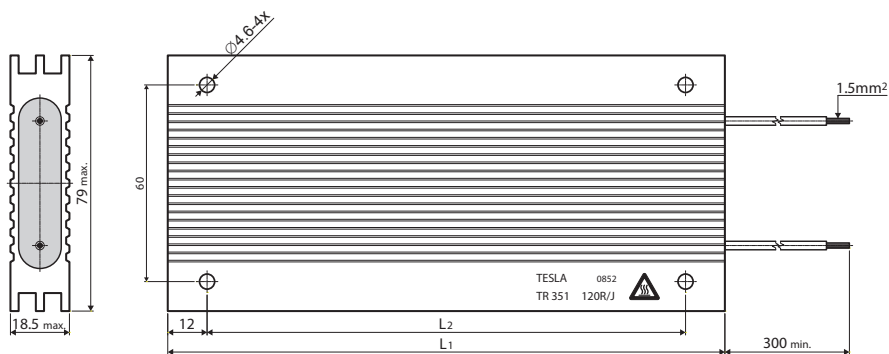 Ø4.6-4x
1.5mm²
79 max.
60
TESLA 0852
TR 351 120R/J
18.5 max.
12
L2
L1
300 min.